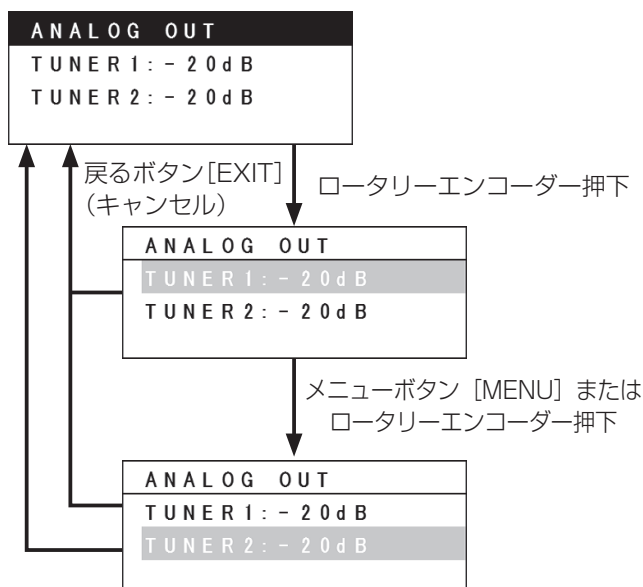 ANALOG OUT
TUNER1:-20dB
TUNER2:-20dB
戻るボタン[EXIT]
(キャンセル)
ロータリーエンコーダー押下
ANALOG OUT
TUNER1:-20dB
TUNER2:-20dB
メニューボタン [MENU] または
ロータリーエンコーダー押下
ANALOG OUT
TUNER1:-20dB
TUNER2:-20dB